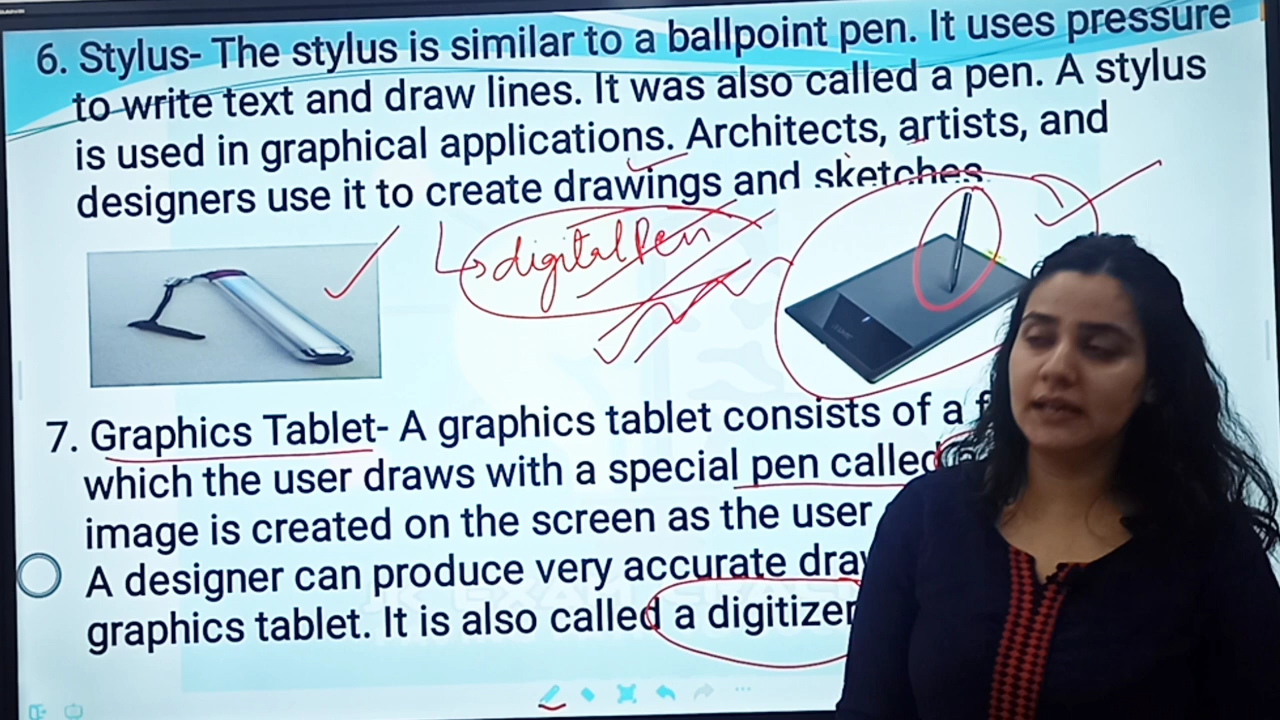 6. Stylus- The stylus is similar to a ballpoint pen. It uses pressure
to write text and draw lines. It was also called a pen. A stylus
is used in graphical applications. Architects, artists, and
designers use it to create drawings and sketches.
digital Pen
7. Graphics Tablet- A graphics tablet consists of a
which the user draws with a special pen called
image is created on the screen as the user
A designer can produce very accurate
graphics tablet. It is also called a digitizer